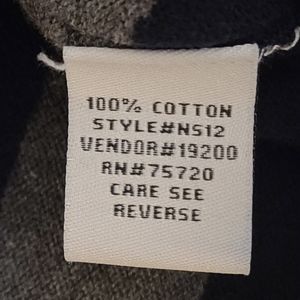 100% COTTON
STYLE#NS12
VENDOR#19200
RN#75720
CARE SEE
REVERSE